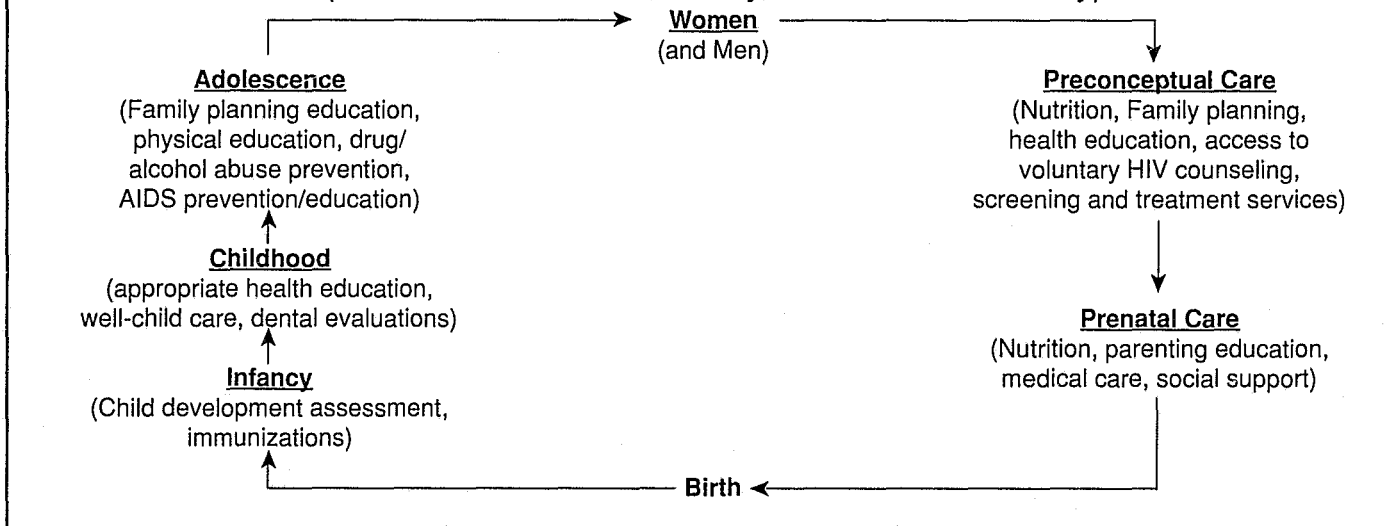 Women
(and Men)
Adolescence
(Family planning education,
physical education, drug/
alcohol abuse prevention,
AIDS prevention/education)
Childhood
(appropriate health education,
well-child care, dental evaluations)
Infancy
(Child development assessment,
immunizations)
Birth
Preconceptual Care
(Nutrition, Family planning,
health education, access to
voluntary HIV counseling,
screening and treatment services)
Prenatal Care
(Nutrition, parenting education,
medical care, social support)